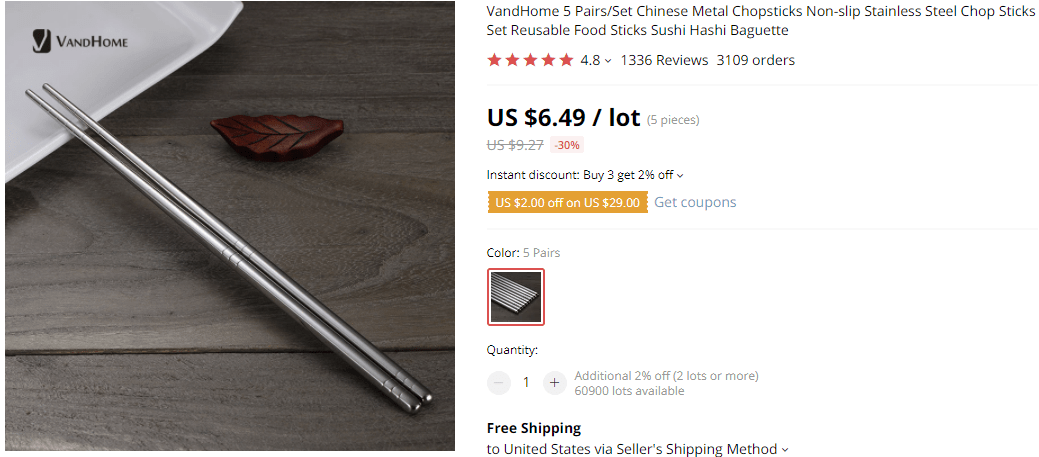 VANDHOME
VandHome 5 Pairs/Set Chinese Metal Chopsticks Non-slip Stainless Steel Chop Sticks
Set Reusable Food Sticks Sushi Hashi Baguette
4.8 1336 Reviews 3109 orders
US $6.49 / lot (5 pieces)
US $9.27 -30%
Instant discount: Buy 3 get 2% off
US $2.00 off on US $29.00 Get coupons
Color: 5 Pairs
Quantity:
1
Additional 2% off (2 lots or more)
60900 lots available
Free Shipping
to United States via Seller's Shipping Method